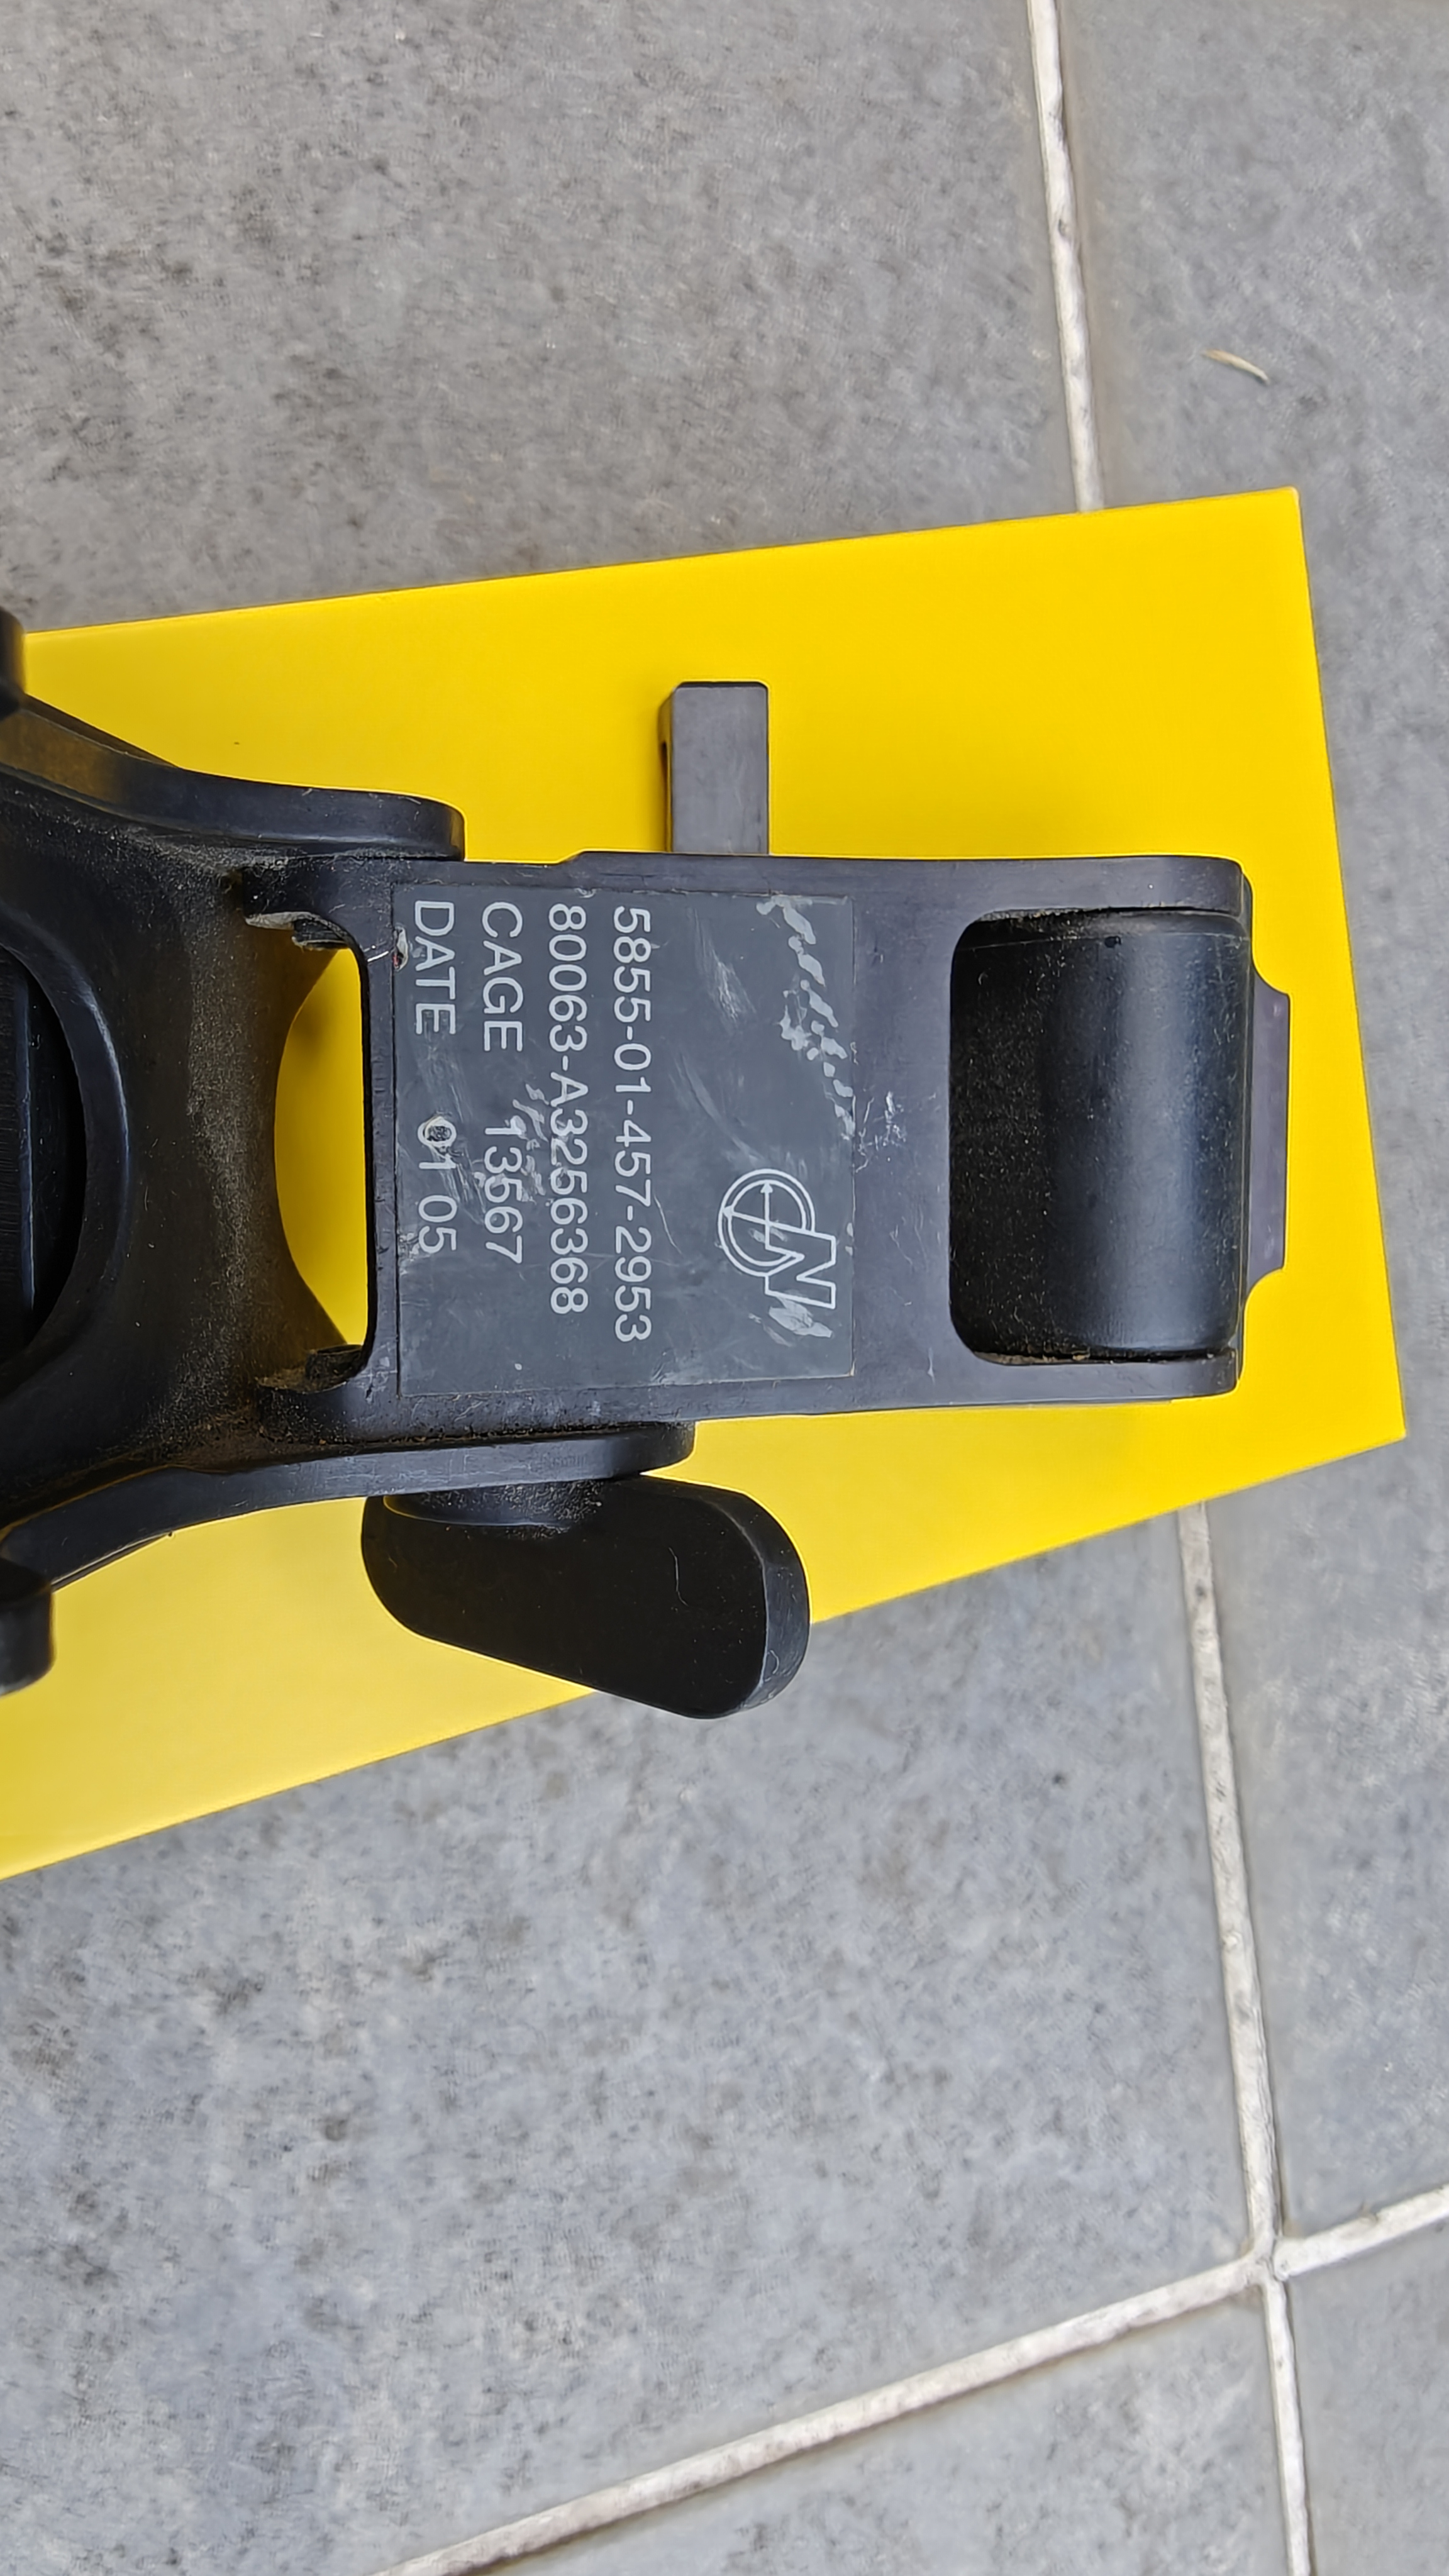 5855-01-457-2953
80063-A3256368
CAGE 13567
DATE 01 05